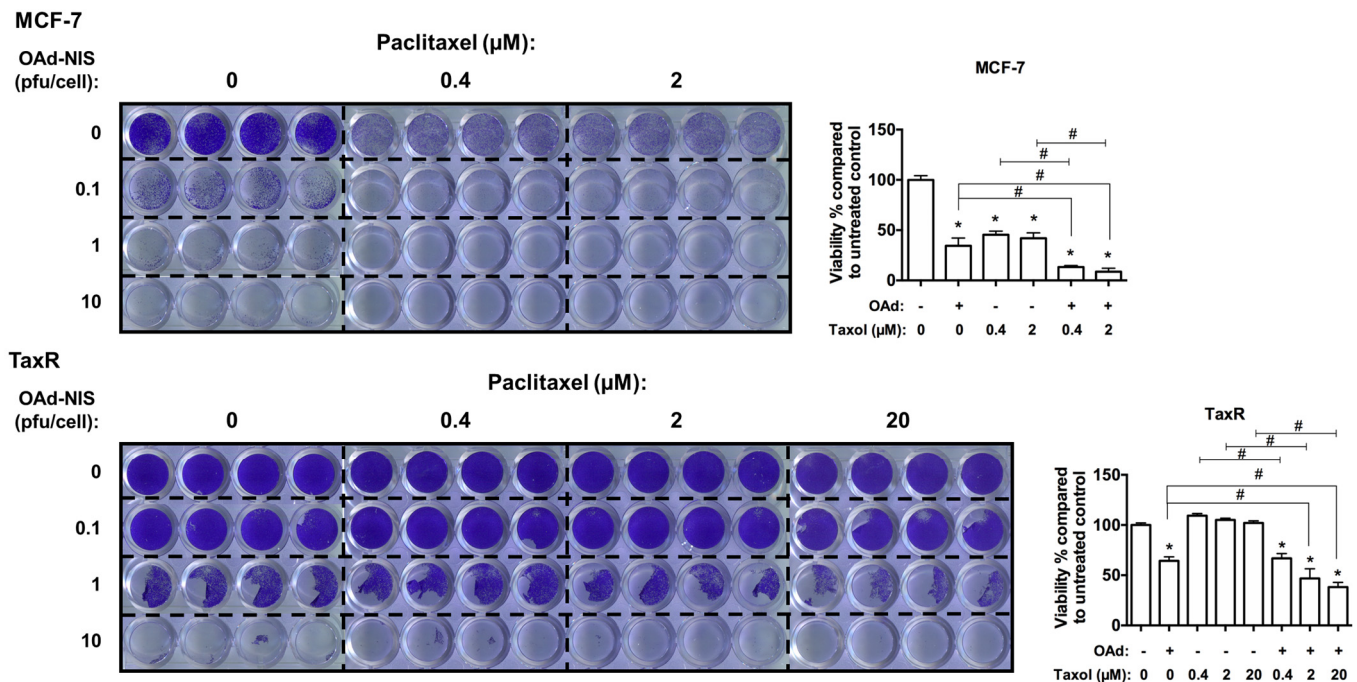 MCF-7
OAd-NIS
(pfu/cell):
Paclitaxel (µM):
0 0.4 2
0
0.1
1
10
MCF-7
Viability % compared
to untreated control
150
100
50
0
# 
#
#
#
* * * * *
OAd: - + - - + +
Taxol (µM): 0 0 0.4 2 0.4 2
TaxR
OAd-NIS
(pfu/cell):
Paclitaxel (µM):
0 0.4 2 20
0
0.1
1
10
TaxR
Viability % compared
to untreated control
150
100
50
0
#
#
#
#
#
* * * *
OAd: - + - - - + + +
Taxol (µM): 0 0 0.4 2 20 0.4 2 20